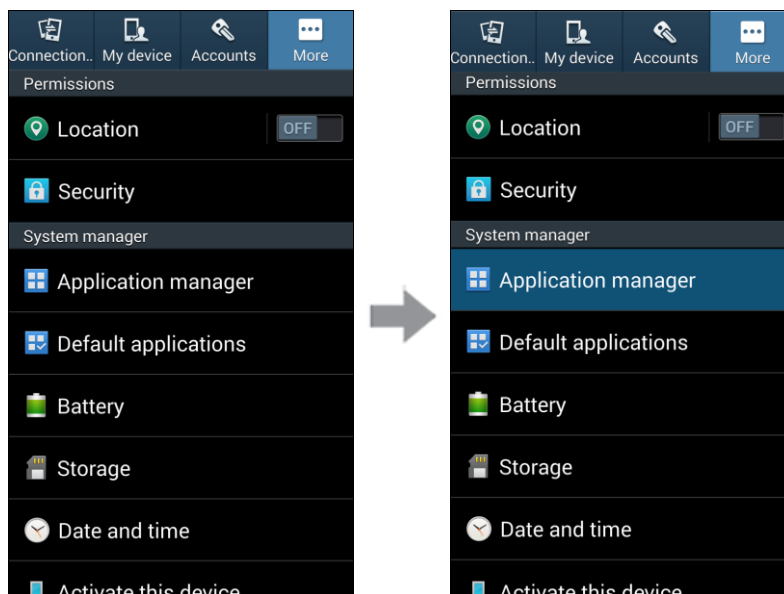 Connection.. My device Accounts More
Permissions
Location OFF
Security
System manager
Application manager
Default applications
Battery
Storage
Date and time
Activate this device
Connection.. My device Accounts More
Permissions
Location OFF
Security
System manager
Application manager
Default applications
Battery
Storage
Date and time
Activate this device